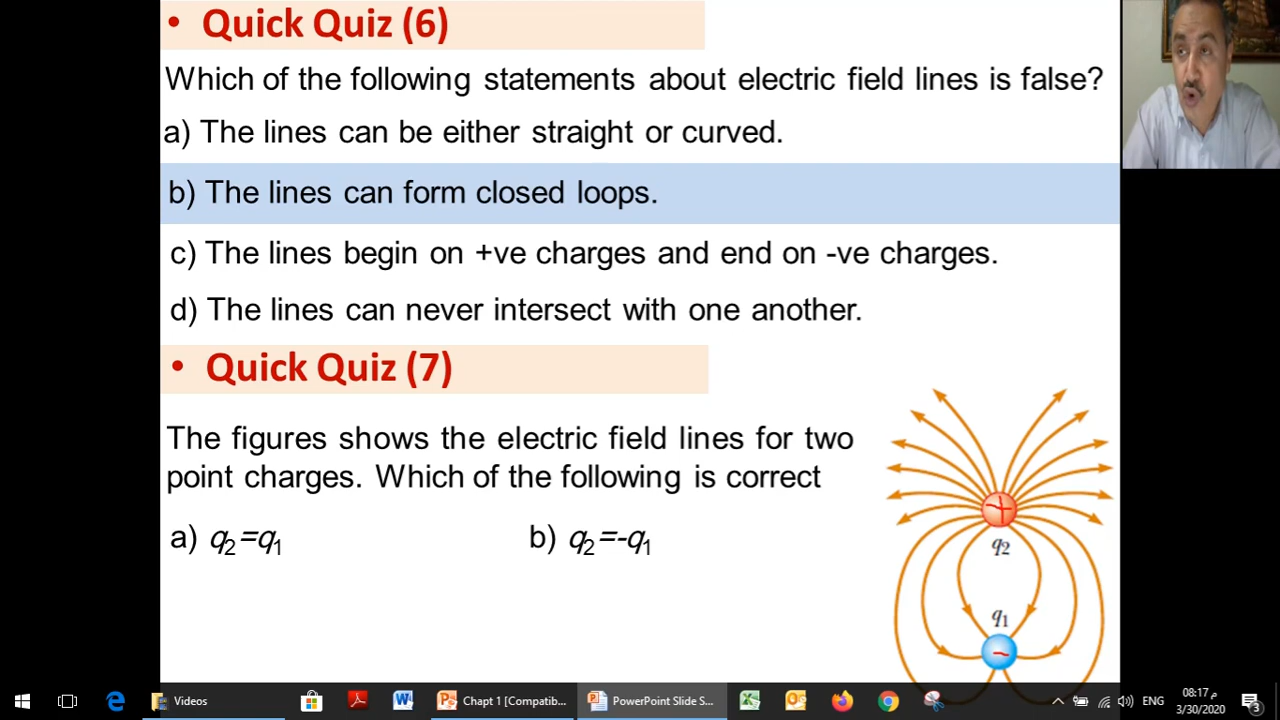 • Quick Quiz (6)
Which of the following statements about electric field lines is false?
a) The lines can be either straight or curved.
b) The lines can form closed loops.
c) The lines begin on +ve charges and end on -ve charges.
d) The lines can never intersect with one another.
• Quick Quiz (7)
The figures shows the electric field lines for two
point charges. Which of the following is correct
a) q2=q1 b) q2=-q1
+
q2
q1
-
Videos
Chapt 1 [Compatib...
PowerPoint Slide S...
ENG
08:17 م
3/30/2020
3